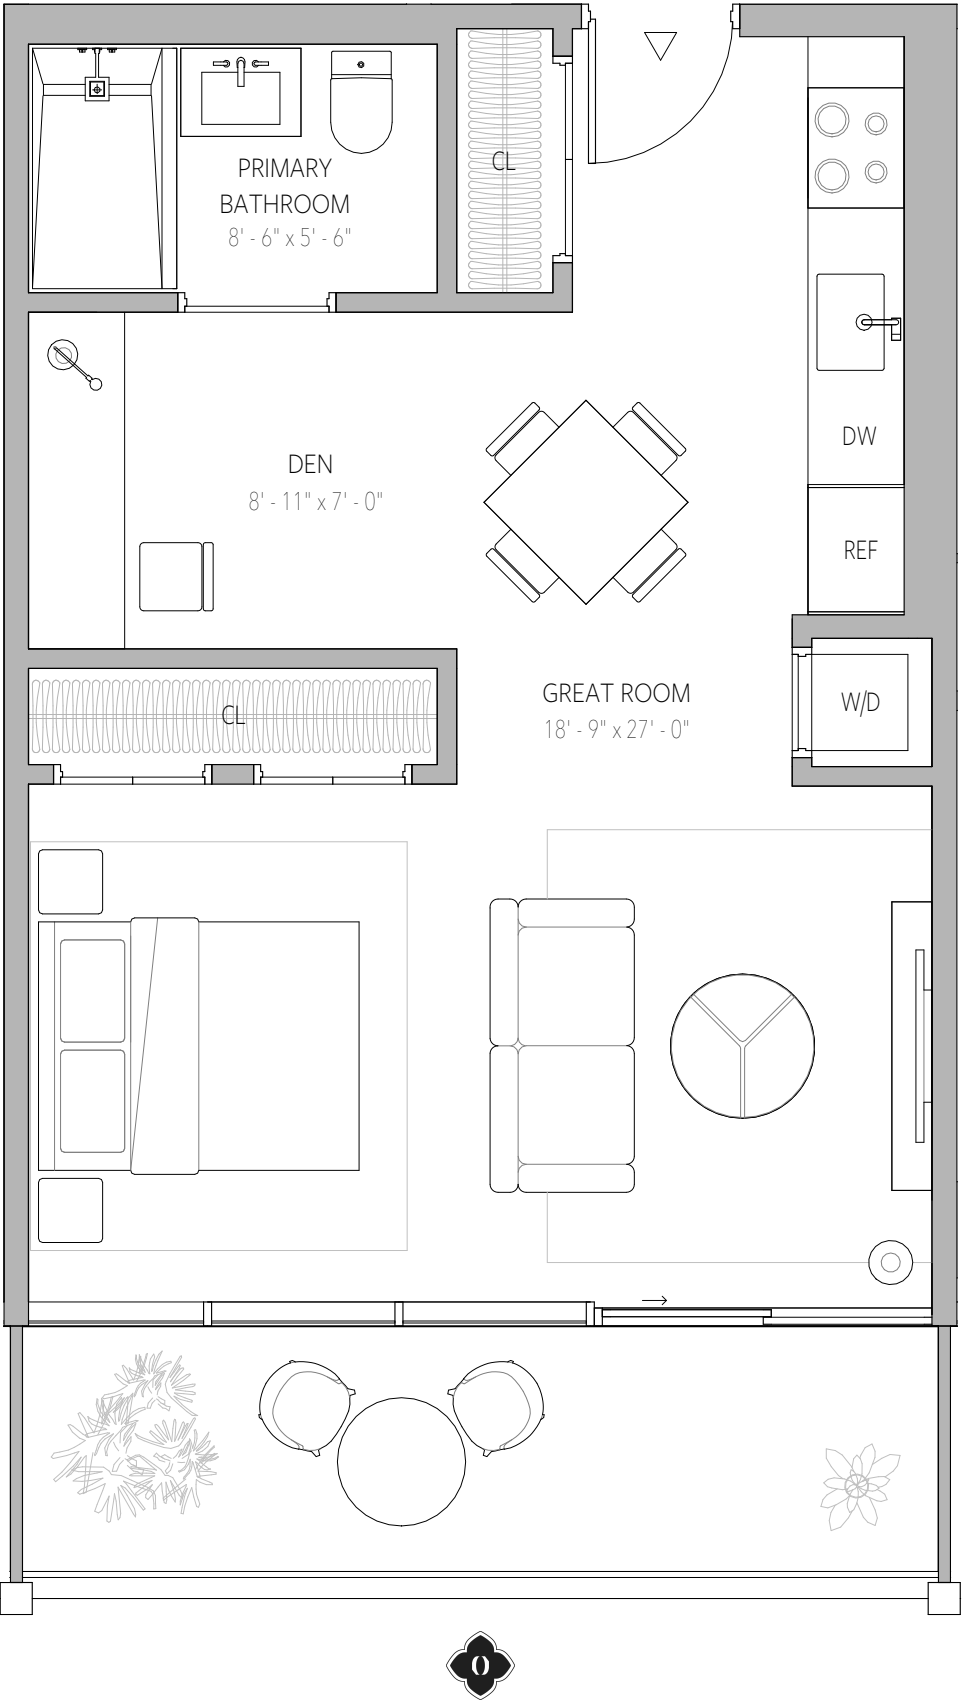 PRIMARY
BATHROOM
8' - 6" x 5' - 6"
CL
DW
DEN
8' - 11" x 7' - 0"
REF
GREAT ROOM
18' - 9" x 27' - 0"
W/D
CL
O